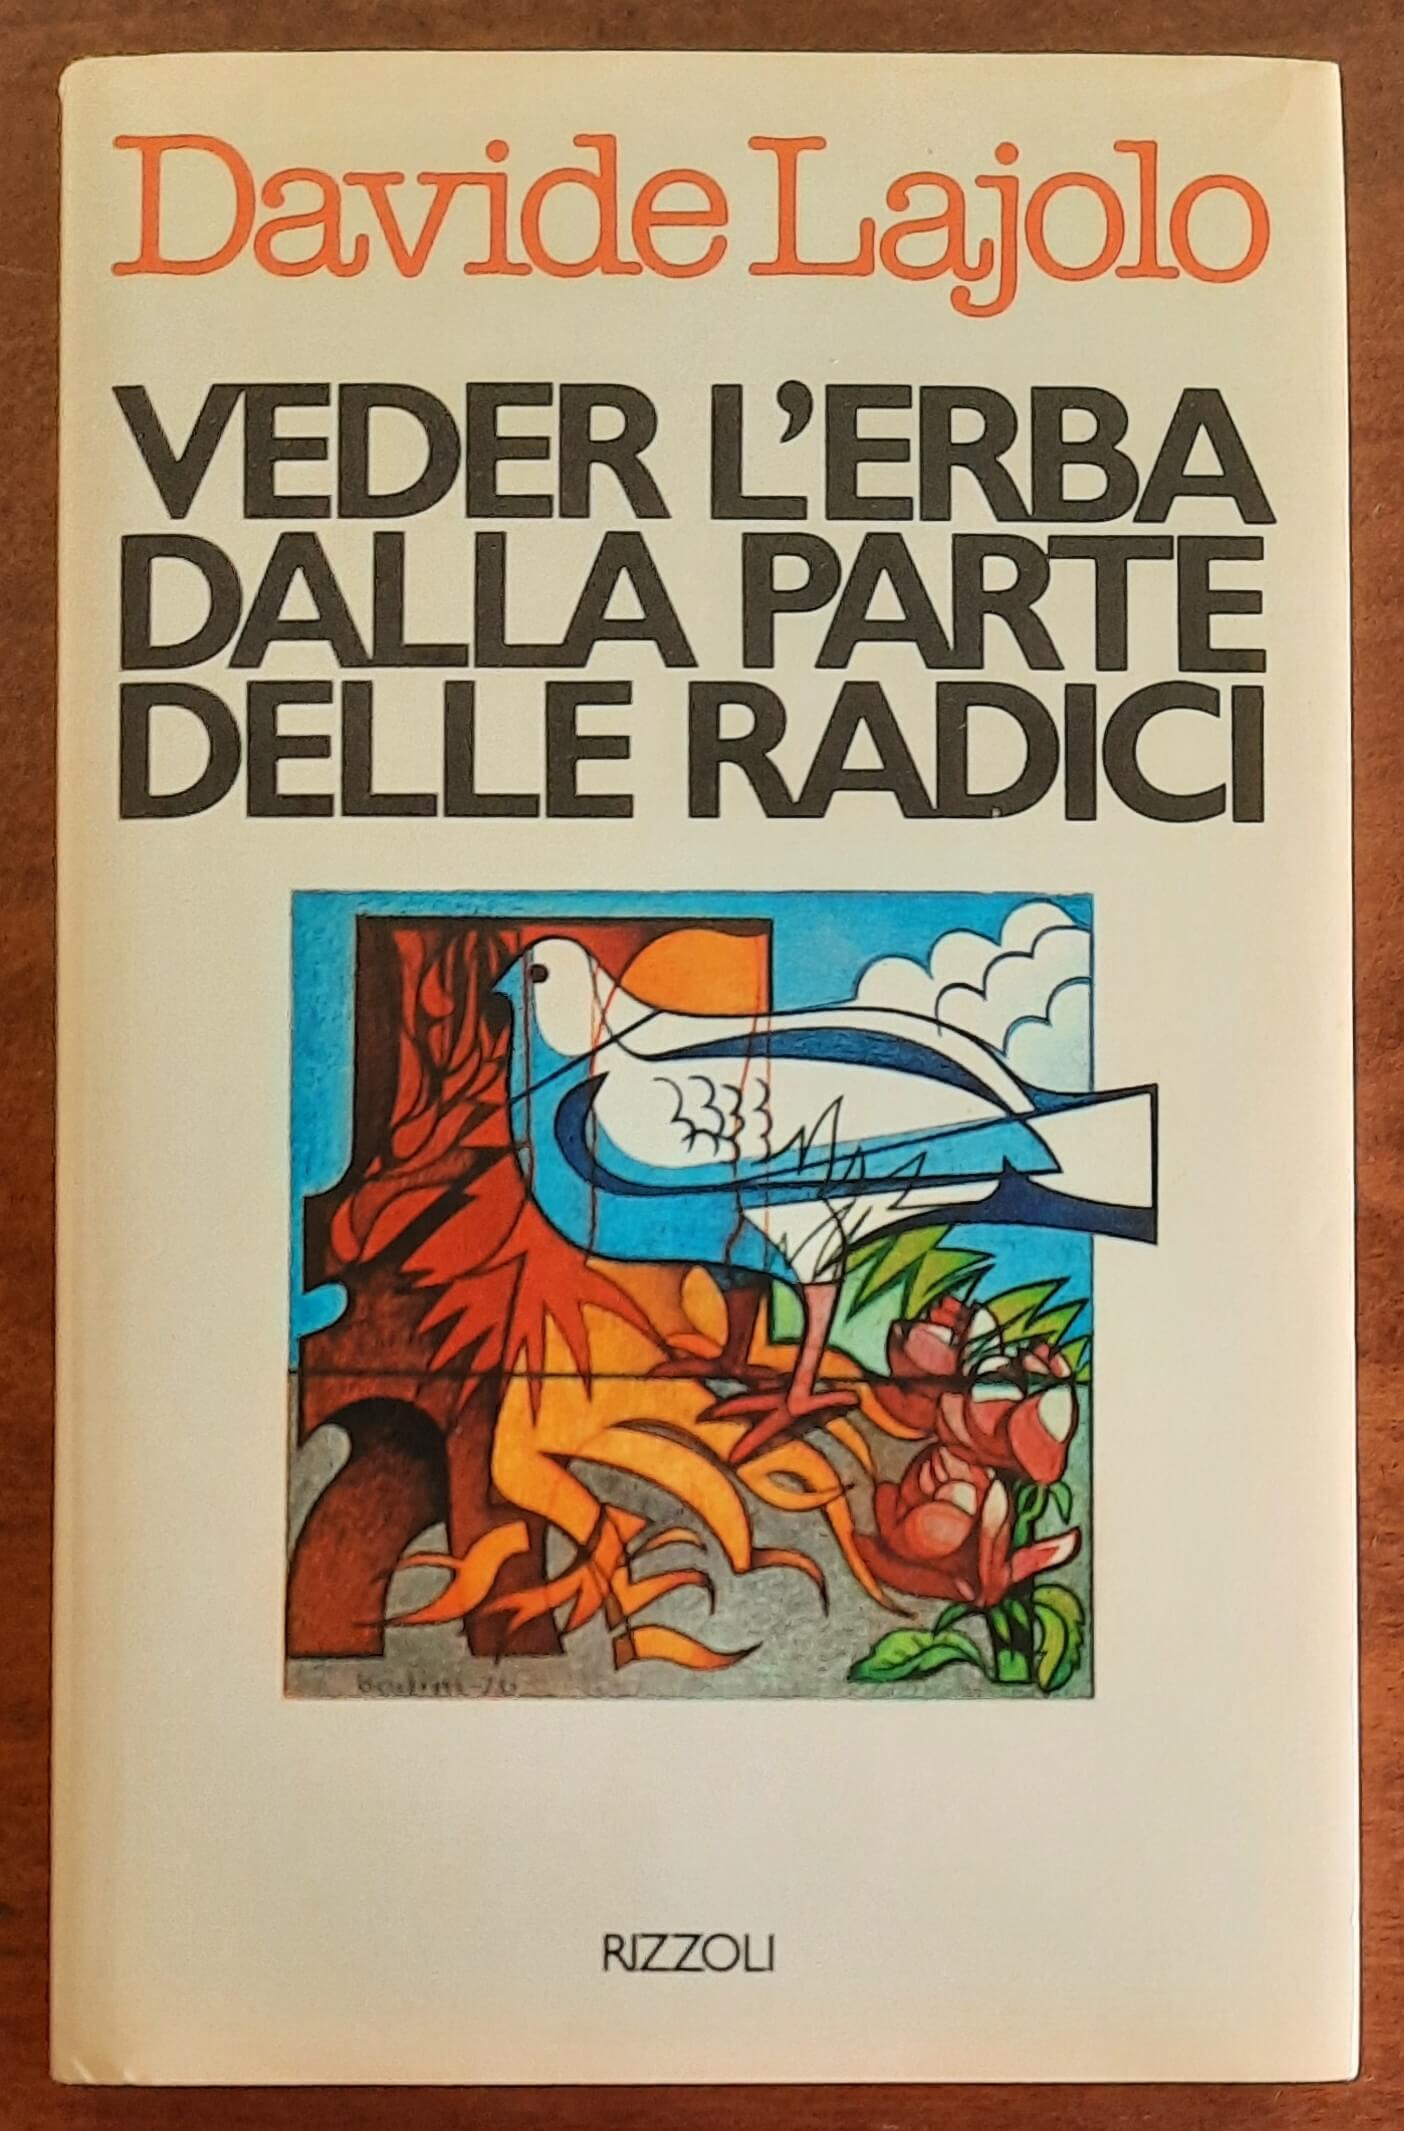 Davide Lajolo
VEDER L'ERBA
DALLA PARTE
DELLE RADICI
RIZZOLI